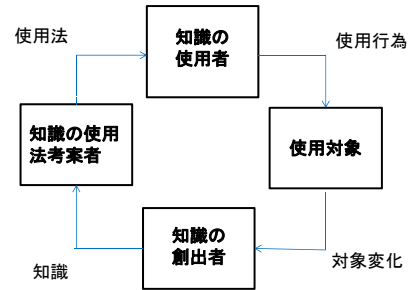 使用法
知識の
使用者
使用行為
知識の使用
法考案者
使用対象
知識の
創出者
知識
対象変化